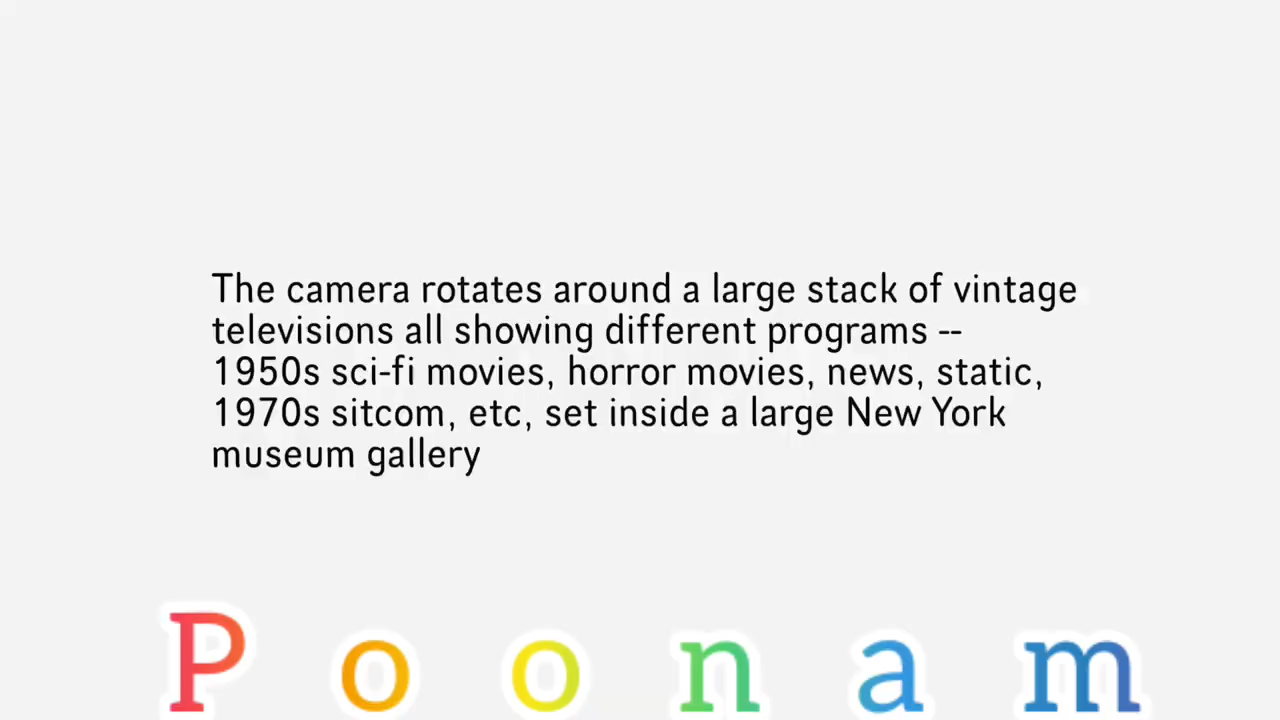 The camera rotates around a large stack of vintage
televisions all showing different programs --
1950s sci-fi movies, horror movies, news, static,
1970s sitcom, etc, set inside a large New York
museum gallery
Poonam